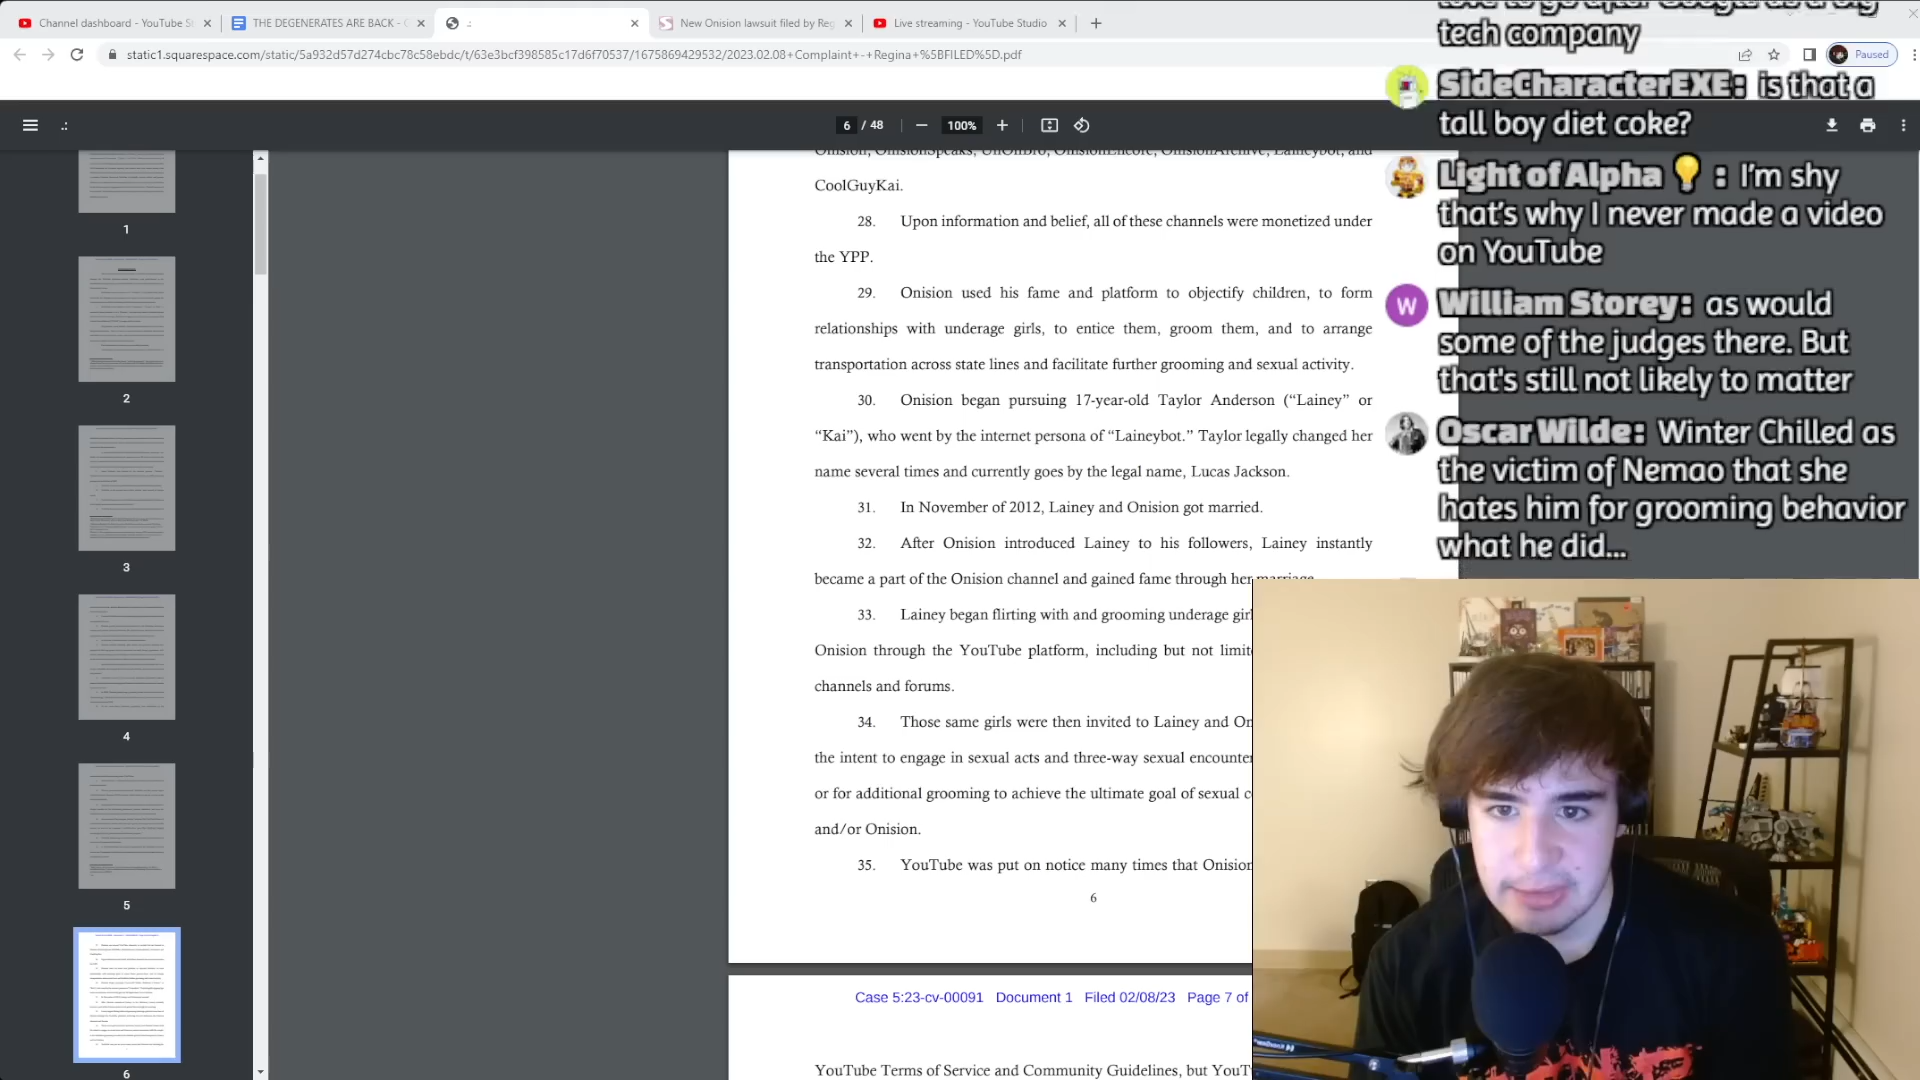 Channel dashboard - YouTube St
THE DEGENERATES ARE BACK - G
.:
New Onision lawsuit filed by Reg
Live streaming - YouTube Studio
static1.squarespace.com/static/5a932d57d274cbc78c58ebdc/t/63e3bcf398585c17d6f70537/1675869429532/2023.02.08+Complaint+-+Regina+%5BFILED%5D.pdf
Paused
.:
6 / 48
100%
1
2
3
4
5
6
CoolGuyKai.
28. Upon information and belief, all of these channels were monetized under
the YPP.
29. Onision used his fame and platform to objectify children, to form
relationships with underage girls, to entice them, groom them, and to arrange
transportation across state lines and facilitate further grooming and sexual activity.
30. Onision began pursuing 17-year-old Taylor Anderson (“Lainey” or
“Kai”), who went by the internet persona of “Laineybot.” Taylor legally changed her
name several times and currently goes by the legal name, Lucas Jackson.
31. In November of 2012, Lainey and Onision got married.
32. After Onision introduced Lainey to his followers, Lainey instantly
became a part of the Onision channel and gained fame through her marriage.
33. Lainey began flirting with and grooming underage girl
Onision through the YouTube platform, including but not limite
channels and forums.
34. Those same girls were then invited to Lainey and On
the intent to engage in sexual acts and three-way sexual encounter
or for additional grooming to achieve the ultimate goal of sexual c
and/or Onision.
35. YouTube was put on notice many times that Onision
6
Case 5:23-cv-00091 Document 1 Filed 02/08/23 Page 7 of
YouTube Terms of Service and Community Guidelines, but YouT
tech company
SideCharacterEXE: is that a
tall boy diet coke?
Light of Alpha 💡 : I'm shy
that's why I never made a video
on YouTube
W
William Storey: as would
some of the judges there. But
that's still not likely to matter
Oscar Wilde: Winter Chilled as
the victim of Nemao that she
hates him for grooming behavior
what he did...